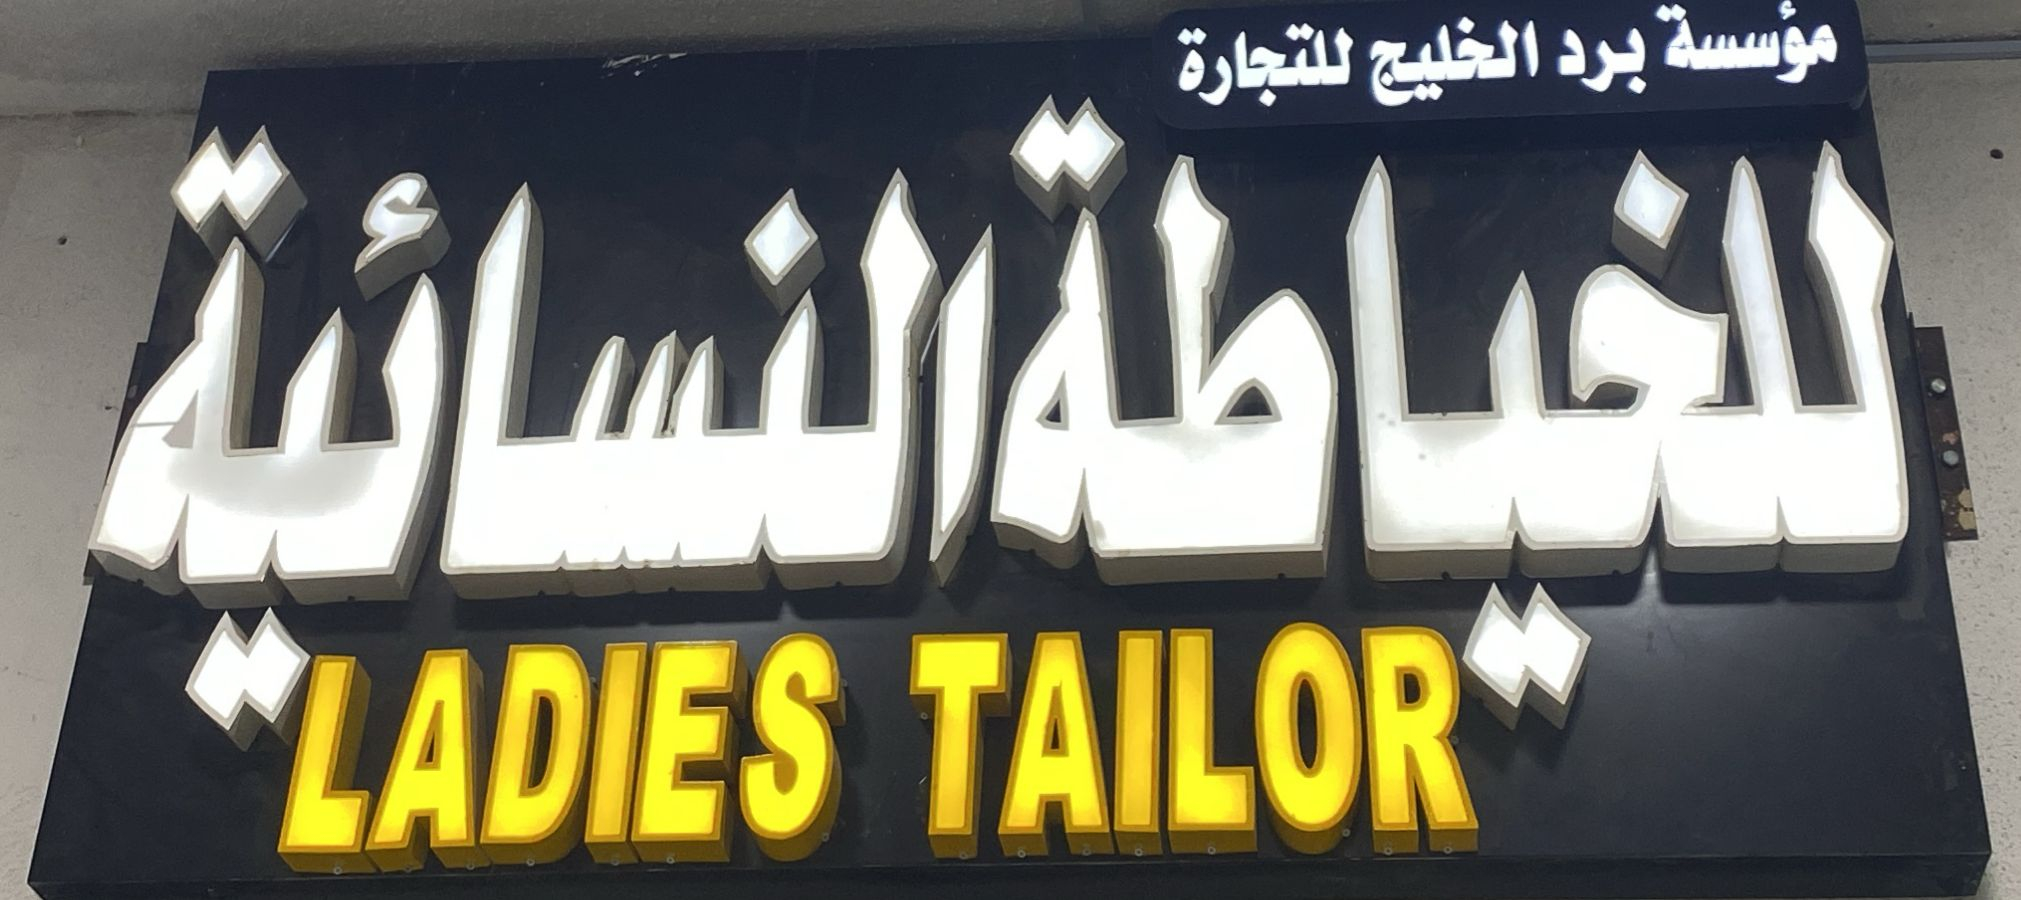 مؤسسة برد الخليج للتجارة
للخياطة النسائية
LADIES TAILOR